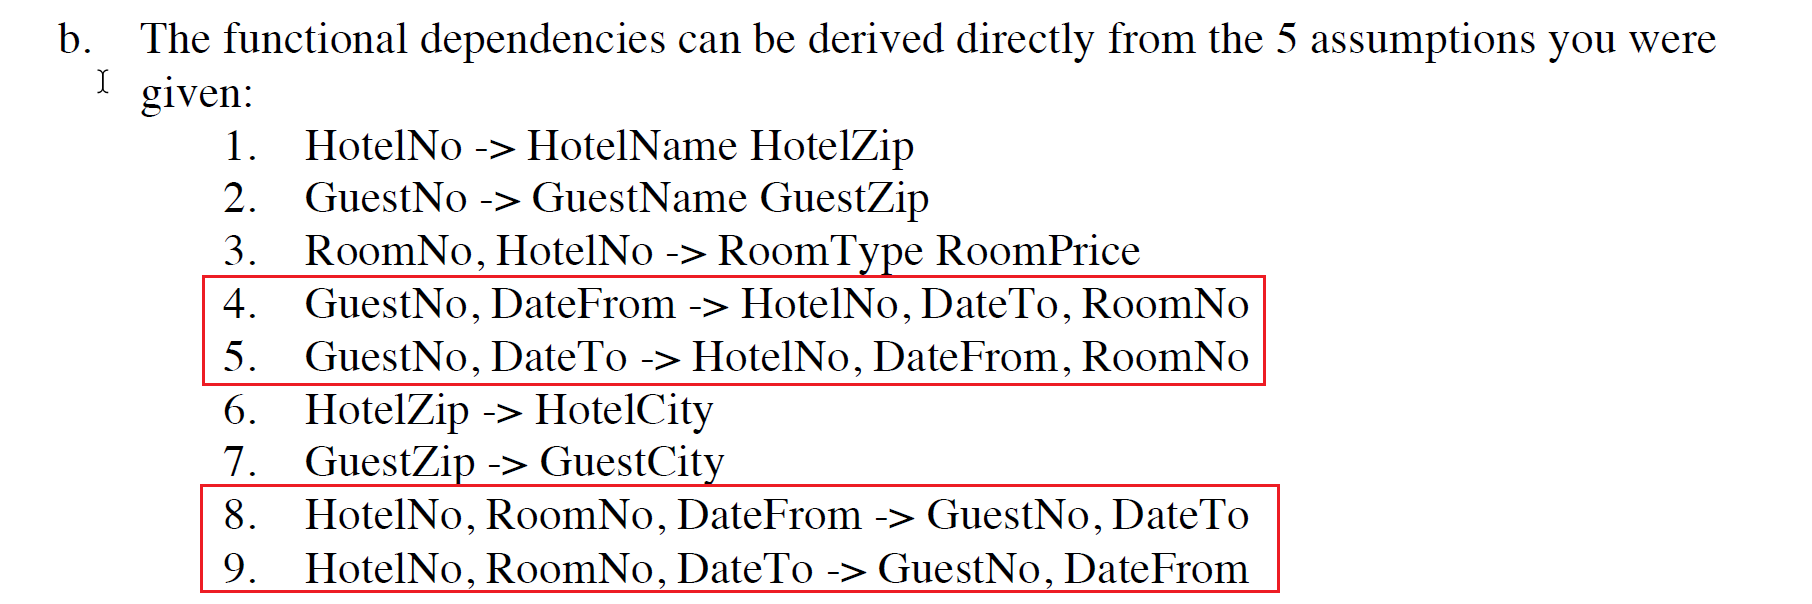 b. The functional dependencies can be derived directly from the 5 assumptions you were
given:
1. HotelNo -> HotelName HotelZip
2. GuestNo -> GuestName GuestZip
3. RoomNo, HotelNo -> RoomType RoomPrice
4. GuestNo, DateFrom -> HotelNo, DateTo, RoomNo
5. GuestNo, DateTo -> HotelNo, DateFrom, RoomNo
6. HotelZip -> HotelCity
7. GuestZip -> GuestCity
8. HotelNo, RoomNo, DateFrom -> GuestNo, DateTo
9. HotelNo, RoomNo, DateTo -> GuestNo, DateFrom